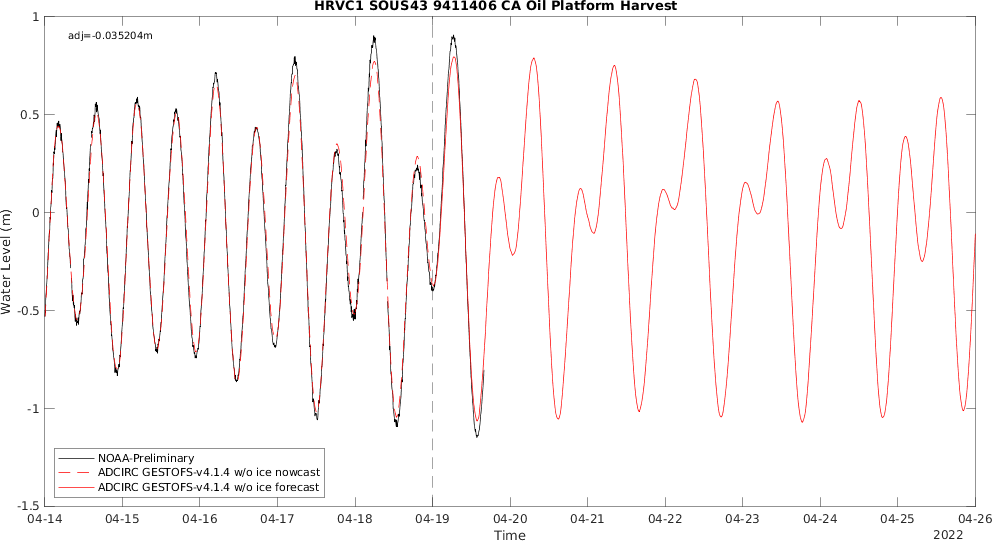 HRVC1 SOUS43 9411406 CA Oil Platform Harvest
adj=-0.035204m
1
0.5
0
-0.5
-1
-1.5
Water Level (m)
NOAA-Preliminary
ADCIRC GESTOFS-v4.1.4 w/o ice nowcast
ADCIRC GESTOFS-v4.1.4 w/o ice forecast
04-14 04-15 04-16 04-17 04-18 04-19 04-20 04-21 04-22 04-23 04-24 04-25 04-26
Time
2022